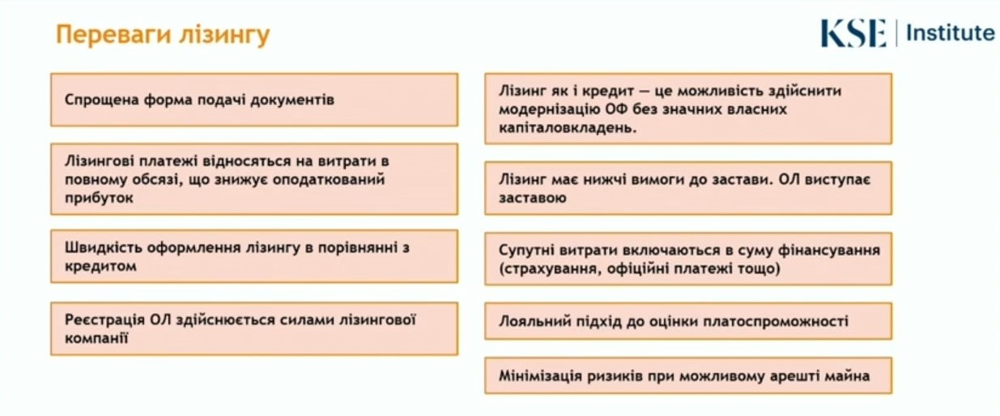 Переваги лізингу
KSE Institute
Спрощена форма подачі документів
Лізингові платежі відносяться на витрати в
повному обсязі, що знижує оподаткований
прибуток
Швидкість оформлення лізингу в порівнянні з
кредитом
Реєстрація ОЛ здійснюється силами лізингової
компанії
Лізинг як і кредит — це можливість здійснити
модернізацію ОФ без значних власних
капіталовкладень.
Лізинг має нижчі вимоги до застави. ОЛ виступає
заставою
Супутні витрати включаються в суму фінансування
(страхування, офіційні платежі тощо)
Лояльний підхід до оцінки платоспроможності
Мінімізація ризиків при можливому арешті майна